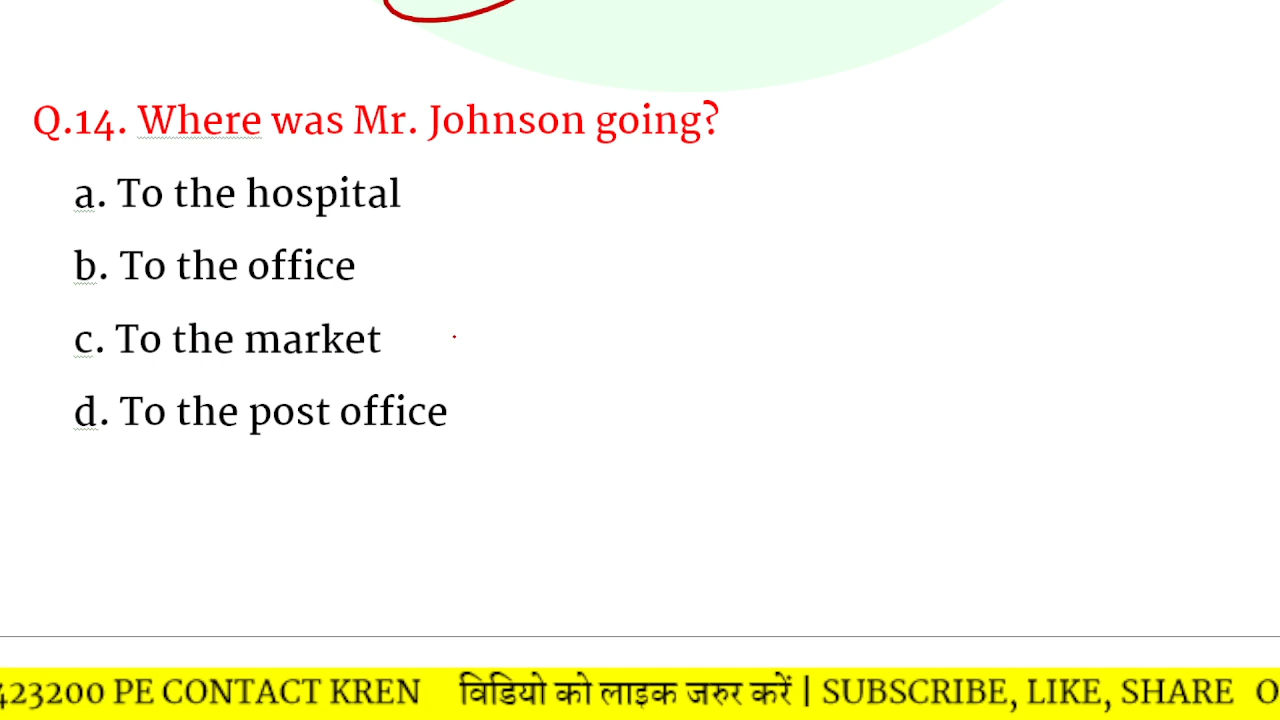 Q.14. Where was Mr. Johnson going?
a. To the hospital
b. To the office
c. To the market
d. To the post office
423200 PE CONTACT KREN विडियो को लाइक जरुर करें | SUBSCRIBE, LIKE, SHARE O